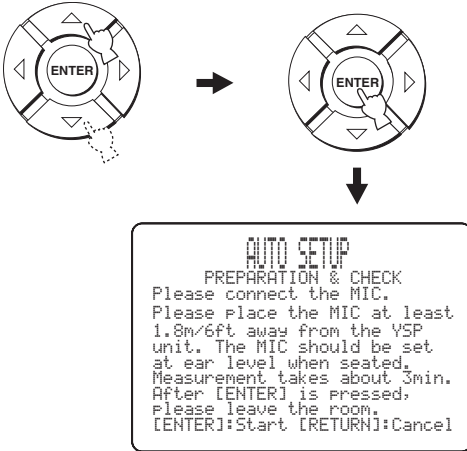 ENTER
ENTER
AUTO SETUP
PREPARATION & CHECK
Please connect the MIC.
Please place the MIC at least
1.8m/6ft away from the YSP
unit. The MIC should be set
at ear level when seated.
Measurement takes about 3min.
After [ENTER] is pressed,
please leave the room.
[ENTER]:Start [RETURN]:Cancel